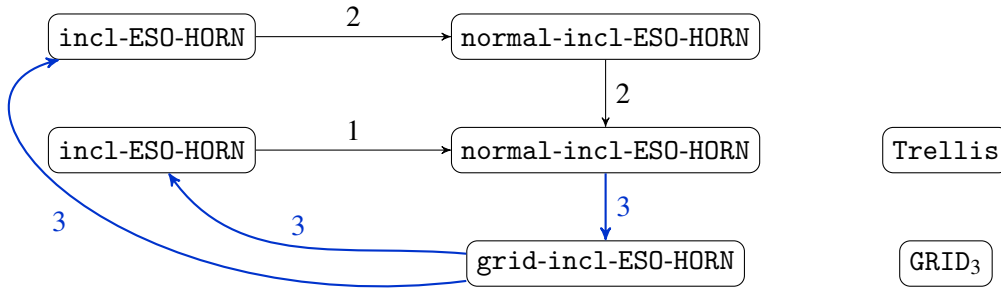 2
incl-ESO-HORN normal-incl-ESO-HORN
2
1
incl-ESO-HORN normal-incl-ESO-HORN Trellis
3 3 3
grid-incl-ESO-HORN GRID₃